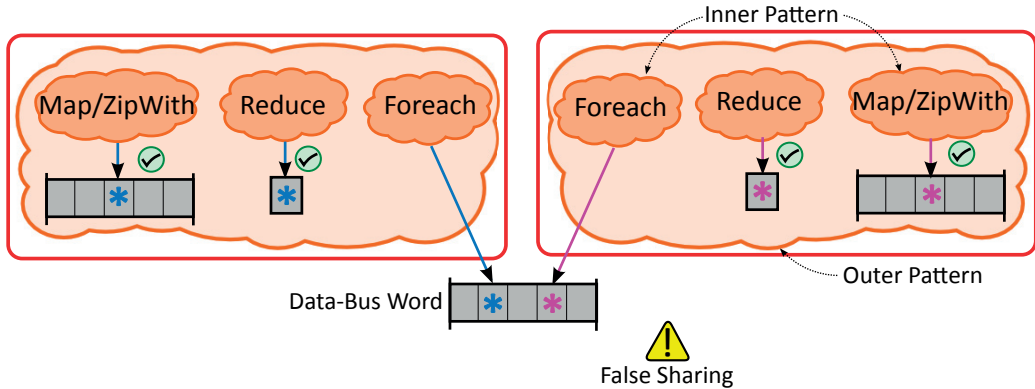 Inner Pattern
Map/ZipWith
Reduce
Foreach
Foreach
Reduce
Map/ZipWith
Outer Pattern
Data-Bus Word
False Sharing